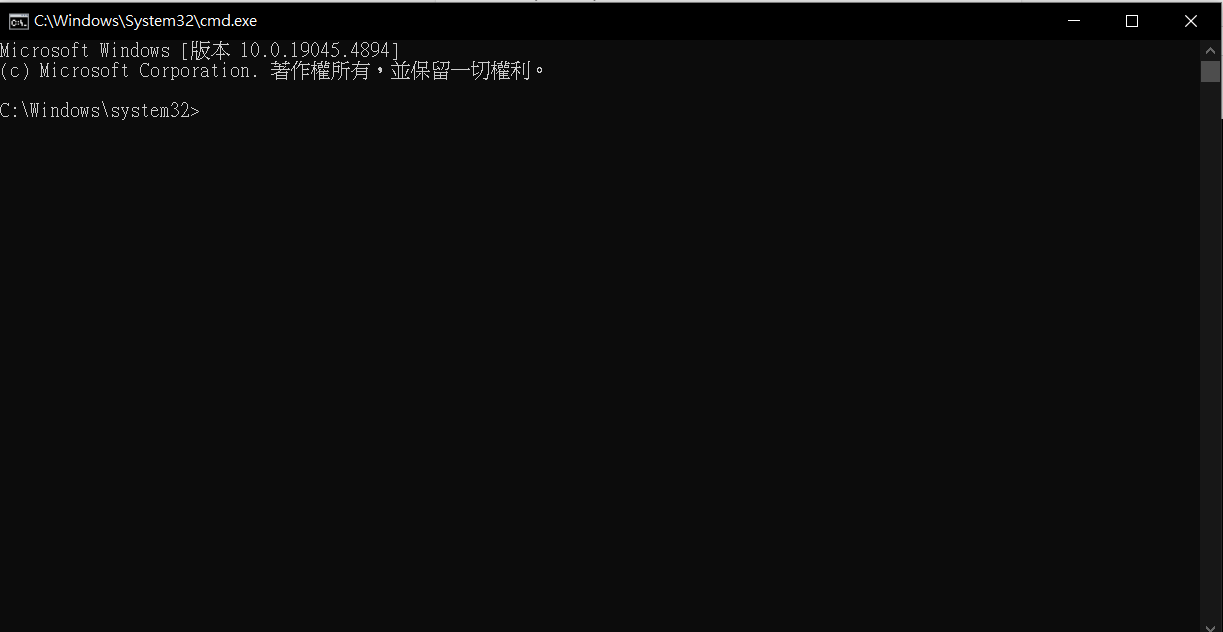 C:\Windows\System32\cmd.exe
Microsoft Windows [版本 10.0.19045.4894]
(c) Microsoft Corporation. 著作權所有，並保留一切權利。
C:\Windows\system32>